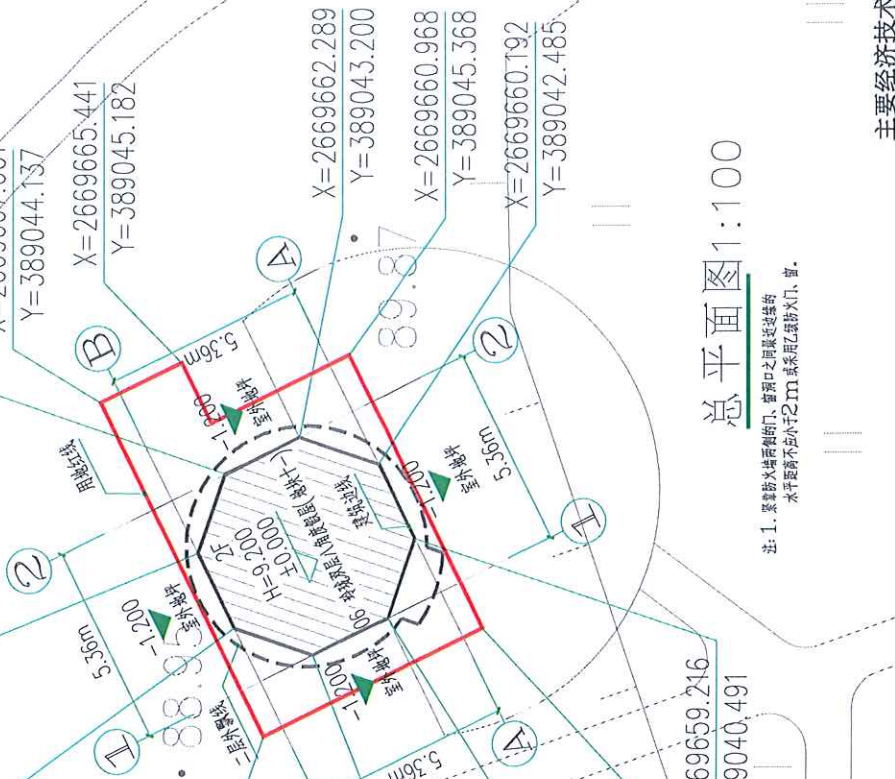 Y=389044.137
X=2669665.441
Y=389045.182
X=2669662.289
Y=389043.200
X=2669660.968
Y=389045.368
X=2669660.192
Y=389042.485
主要经济技术
B
A
5.36m
89.87
用地红线
-1.200
室外地坪
2
2F
H=9.200
±0.000
建筑边线
-1.200
室外地坪
5.36m
2
1
2
-1.200
室外地坪
5.36m
1
二层外飘线
-1.200
室外地坪
5.36m
A
69659.216
9040.491
总平面图1:100
注: 1. 紧靠防火墙两侧的门、窗洞口之间最近边缘的
水平距离不应小于2m 或采用乙级防火门、窗。